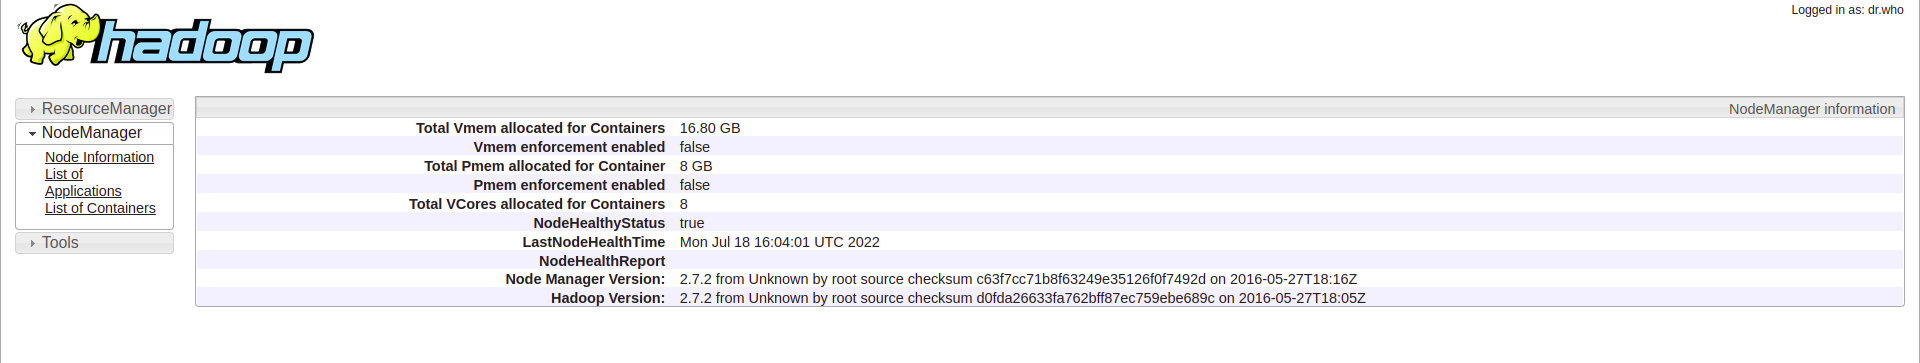 Logged in as: dr.who
hadoop
ResourceManager
NodeManager
Node Information
List of
Applications
List of Containers
Tools
NodeManager information
Total Vmem allocated for Containers 16.80 GB
Vmem enforcement enabled false
Total Pmem allocated for Container 8 GB
Pmem enforcement enabled false
Total VCores allocated for Containers 8
NodeHealthyStatus true
LastNodeHealthTime Mon Jul 18 16:04:01 UTC 2022
NodeHealthReport
Node Manager Version: 2.7.2 from Unknown by root source checksum c63f7cc71b8f63249e35126f0f7492d on 2016-05-27T18:16Z
Hadoop Version: 2.7.2 from Unknown by root source checksum d0fda26633fa762bff87ec759ebe689c on 2016-05-27T18:05Z